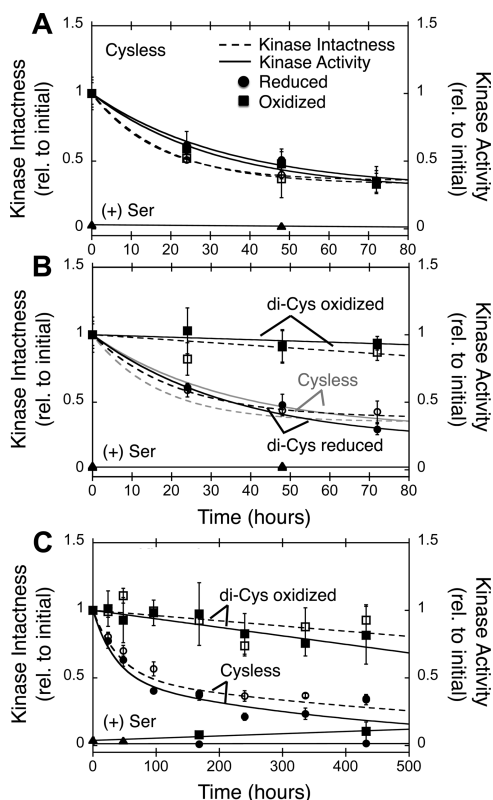 A
Cysless
Kinase Intactness
Kinase Activity
Reduced
Oxidized
Kinase Intactness
(rel. to initial)
1.5
1
0.5
0
(+) Ser
1.5
1
0.5
0
Kinase Activity
(rel. to initial)
0 10 20 30 40 50 60 70 80
B
Kinase Intactness
(rel. to initial)
1.5
1
0.5
0
di-Cys oxidized
Cysless
di-Cys reduced
(+) Ser
1.5
1
0.5
0
Kinase Activity
(rel. to initial)
0 10 20 30 40 50 60 70 80
Time (hours)
C
Kinase Intactness
(rel. to initial)
1.5
1
0.5
0
di-Cys oxidized
Cysless
(+) Ser
1.5
1
0.5
0
Kinase Activity
(rel. to initial)
0 100 200 300 400 500
Time (hours)